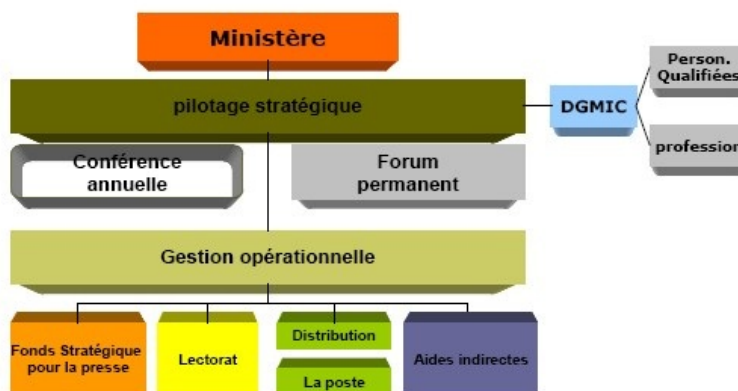 Ministère
Person.
Qualifiées
pilotage stratégique
DGMIC
profession
Conférence
annuelle
Forum
permanent
Gestion opérationnelle
Fonds Stratégique
pour la presse
Lectorat
Distribution
La poste
Aides indirectes